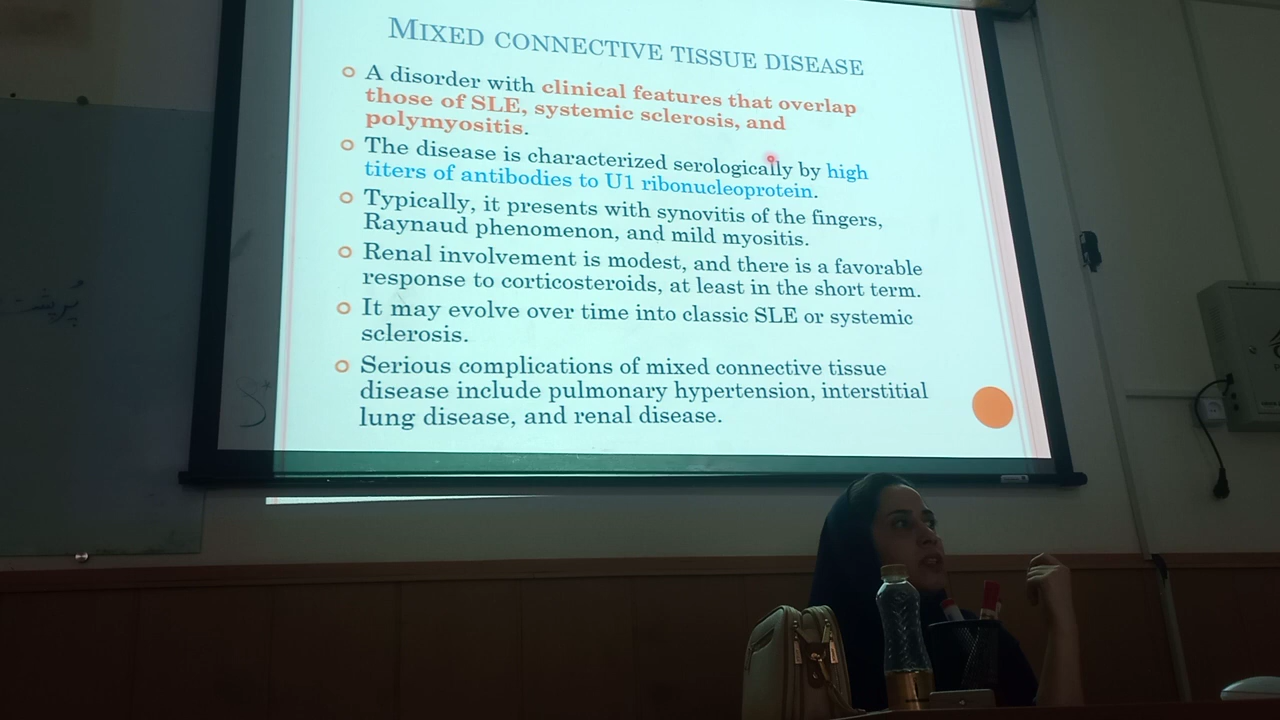 MIXED CONNECTIVE TISSUE DISEASE
A disorder with clinical features that overlap
those of SLE, systemic sclerosis, and
polymyositis.
The disease is characterized serologically by high
titers of antibodies to U1 ribonucleoprotein.
Typically, it presents with synovitis of the fingers,
Raynaud phenomenon, and mild myositis.
Renal involvement is modest, and there is a favorable
response to corticosteroids, at least in the short term.
It may evolve over time into classic SLE or systemic
sclerosis.
Serious complications of mixed connective tissue
disease include pulmonary hypertension, interstitial
lung disease, and renal disease.